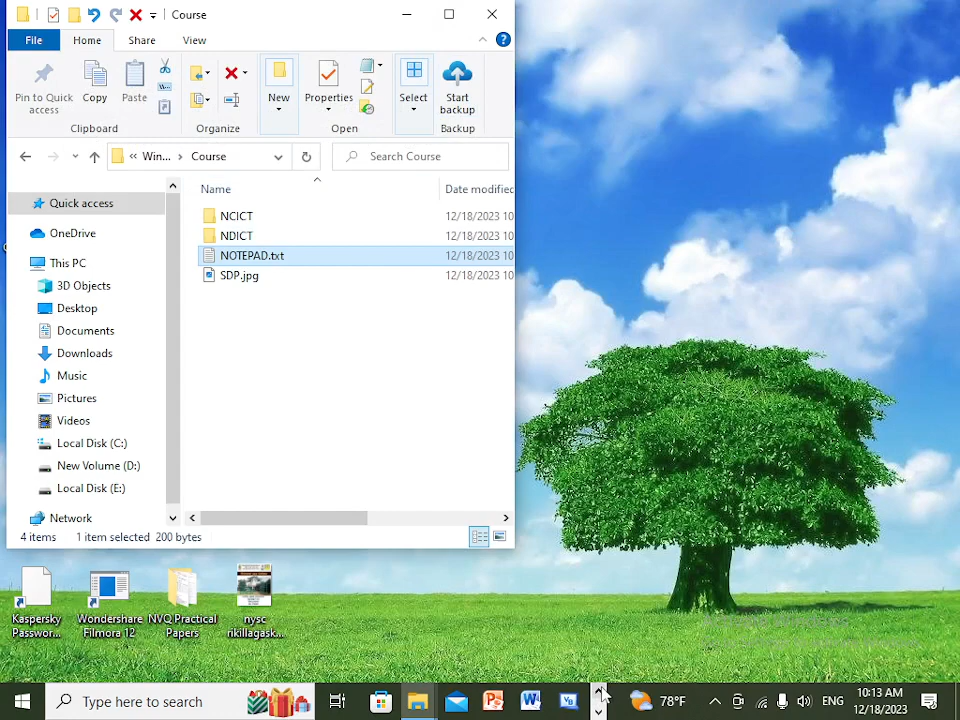 Course
File Home Share View
Pin to Quick access
Copy
Paste
New
Properties
Select
Start backup
Clipboard Organize Open Backup
« Win... › Course
Search Course
Name Date modified
Quick access
OneDrive
This PC
3D Objects
Desktop
Documents
Downloads
Music
Pictures
Videos
Local Disk (C:)
New Volume (D:)
Local Disk (E:)
Network
NCICT 12/18/2023 10
NDICT 12/18/2023 10
NOTEPAD.txt 12/18/2023 10
SDP.jpg 12/18/2023 10
4 items 1 item selected 200 bytes
Kaspersky Passwor...
Wondershare Filmora 12
NVQ Practical Papers
nysc rikillagask...
Type here to search
78°F
ENG
10:13 AM
12/18/2023